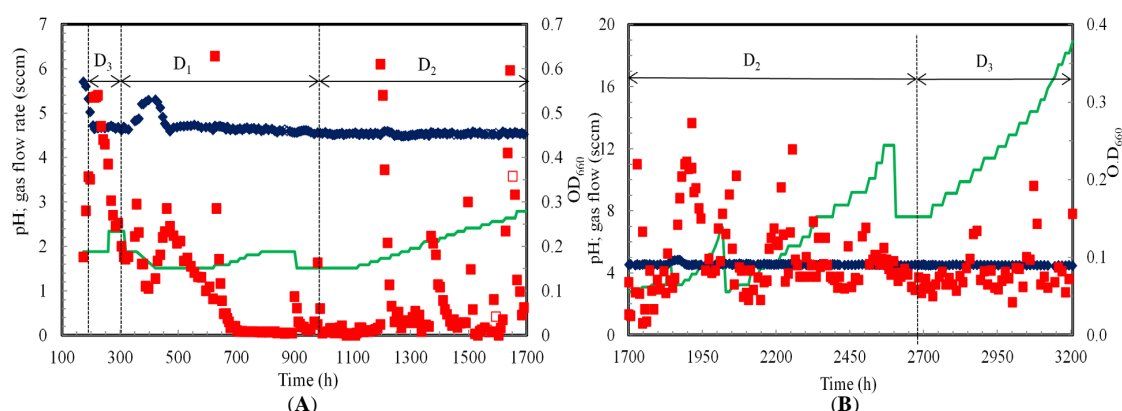 7
6
5
4
3
2
1
0
pH; gas flow rate (sccm)
D3
D1
D2
0.7
0.6
0.5
0.4
0.3
0.2
0.1
0.0
OD660
100 300 500 700 900 1100 1300 1500 1700
Time (h)
(A)
20
16
12
8
4
0
pH; gas flow (sccm)
D2
D3
0.4
0.3
0.2
0.1
0.0
O.D660
1700 1950 2200 2450 2700 2950 3200
Time (h)
(B)